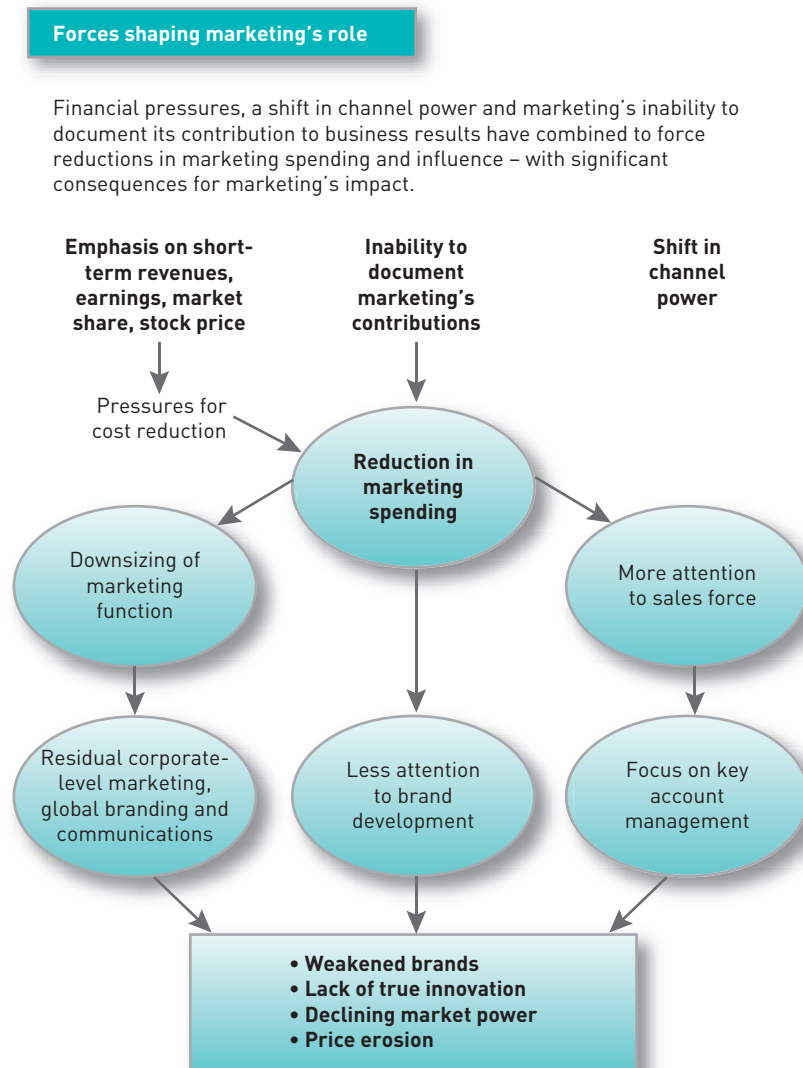 Forces shaping marketing's role
Financial pressures, a shift in channel power and marketing's inability to
document its contribution to business results have combined to force
reductions in marketing spending and influence – with significant
consequences for marketing's impact.
Emphasis on short-
term revenues,
earnings, market
share, stock price
Inability to
document
marketing's
contributions
Shift in
channel
power
Pressures for
cost reduction
Reduction in
marketing
spending
Downsizing of
marketing
function
More attention
to sales force
Residual corporate-
level marketing,
global branding and
communications
Less attention
to brand
development
Focus on key
account
management
• Weakened brands
• Lack of true innovation
• Declining market power
• Price erosion